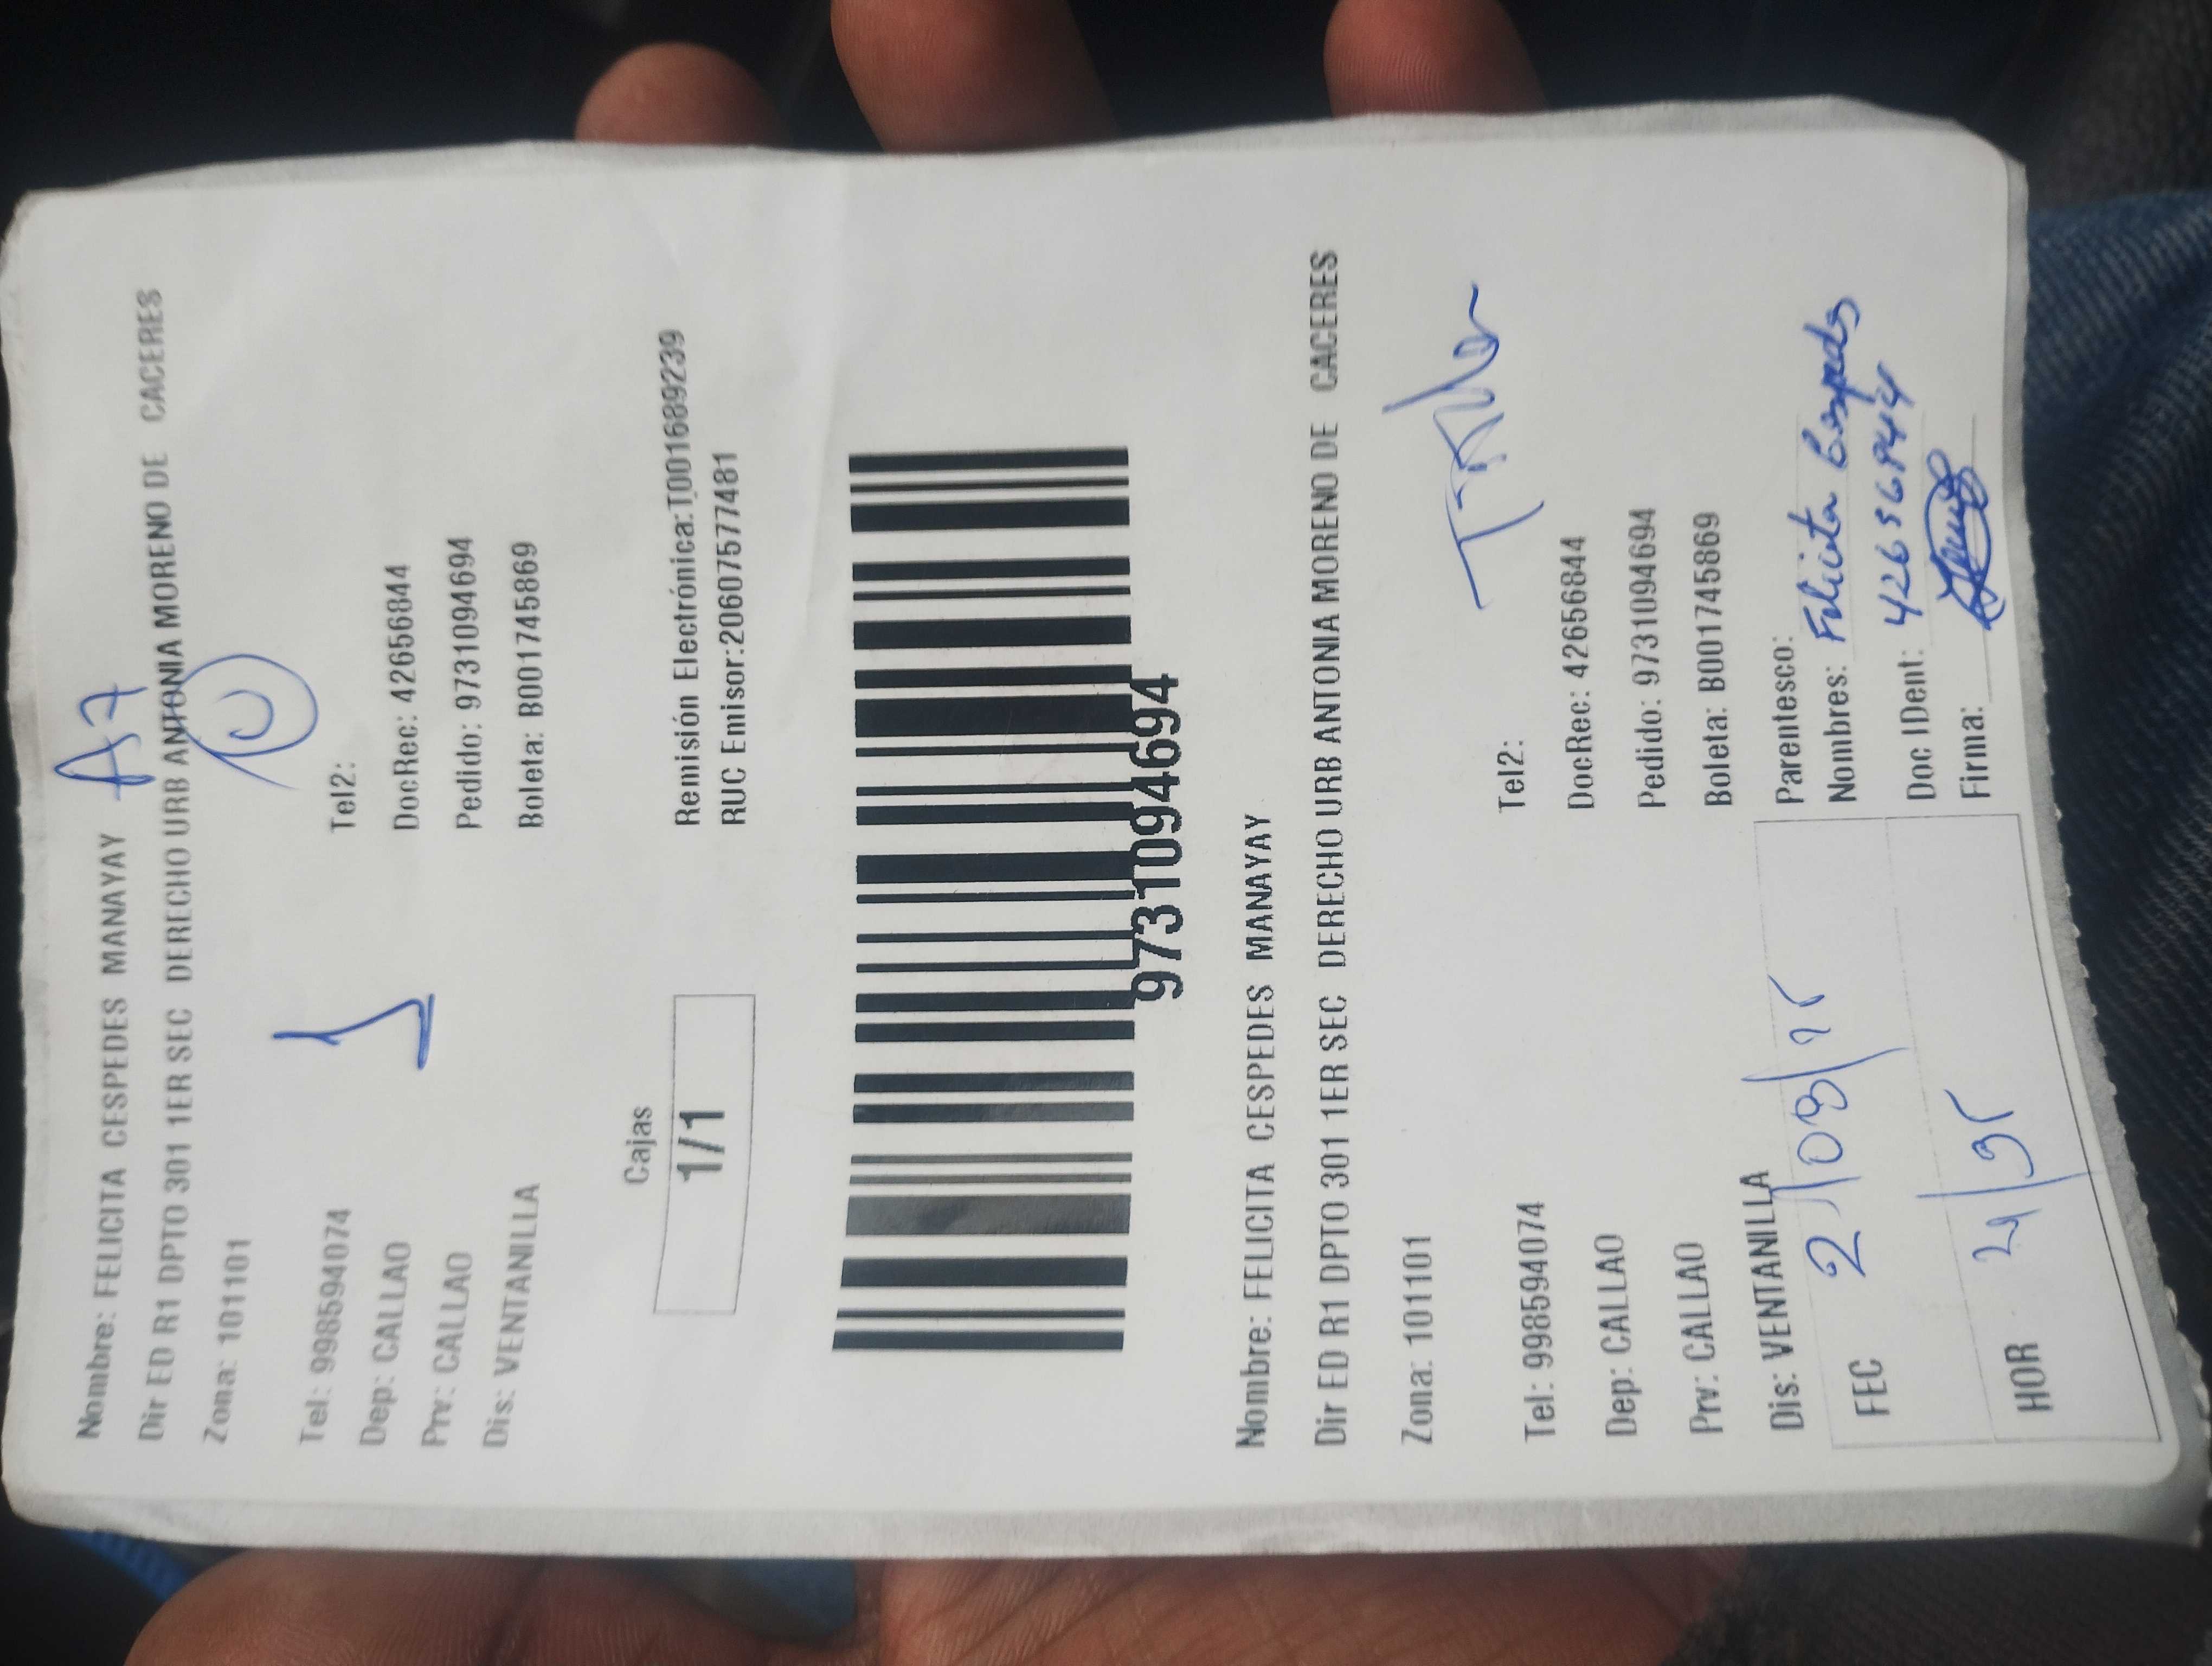 A7
Nombre: FELICITA CESPEDES MANAYAY
Dir ED R1 DPTO 301 1ER SEC DERECHO URB ANTONIA MORENO DE CACERES
Zona: 101101
Tel: 998594074 Tel2:
Dep: CALLAO DocRec: 42656844
Prv: CALLAO Pedido: 9731094694
Dis: VENTANILLA Boleta: B001745869
Cajas
1/1
Remisión Electrónica:T001689239
RUC Emisor:20607577481
9731094694
Nombre: FELICITA CESPEDES MANAYAY
Dir ED R1 DPTO 301 1ER SEC DERECHO URB ANTONIA MORENO DE CACERES
Zona: 101101
Tel: 998594074 Tel2:
Dep: CALLAO DocRec: 42656844
Prv: CALLAO Pedido: 9731094694
Dis: VENTANILLA Boleta: B001745869
Parentesco:
Nombres: Felicita Cespedes
Doc IDent: 42656844
Firma:
FEC
HOR